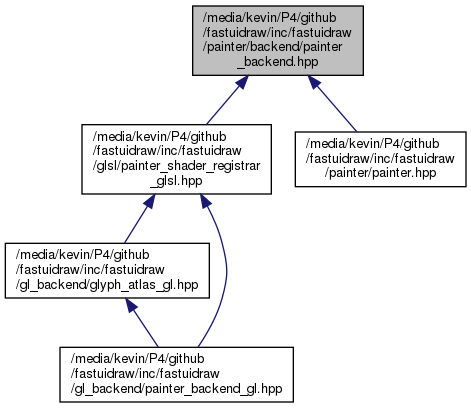 /media/kevin/P4/github
/fastuidraw/inc/fastuidraw
/painter/backend/painter
_backend.hpp
/media/kevin/P4/github
/fastuidraw/inc/fastuidraw
/glsl/painter_shader_registrar
_glsl.hpp
/media/kevin/P4/github
/fastuidraw/inc/fastuidraw
/painter/painter.hpp
/media/kevin/P4/github
/fastuidraw/inc/fastuidraw
/gl_backend/glyph_atlas_gl.hpp
/media/kevin/P4/github
/fastuidraw/inc/fastuidraw
/gl_backend/painter_backend_gl.hpp